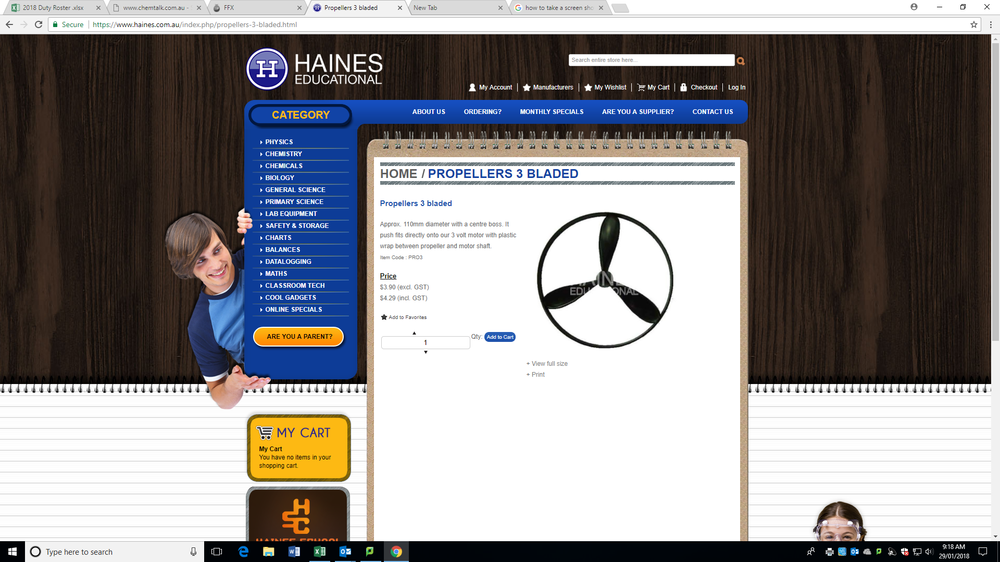 2018 Duty Roster .xlsx
www.chemtalk.com.au -
FFX
Propellers 3 bladed
New Tab
how to take a screen sho
Secure
https://www.haines.com.au/index.php/propellers-3-bladed.html
H
HAINES
EDUCATIONAL
Search entire store here...
My Account
Manufacturers
My Wishlist
My Cart
Checkout
Log In
CATEGORY
ABOUT US
ORDERING?
MONTHLY SPECIALS
ARE YOU A SUPPLIER?
CONTACT US
PHYSICS
CHEMISTRY
CHEMICALS
BIOLOGY
GENERAL SCIENCE
PRIMARY SCIENCE
LAB EQUIPMENT
SAFETY & STORAGE
CHARTS
BALANCES
DATALOGGING
MATHS
CLASSROOM TECH
COOL GADGETS
ONLINE SPECIALS
ARE YOU A PARENT?
HOME / PROPELLERS 3 BLADED
Propellers 3 bladed
Approx. 110mm diameter with a centre boss. It
push fits directly onto our 3 volt motor with plastic
wrap between propeller and motor shaft.
Item Code : PRO3
Price
$3.90 (excl. GST)
$4.29 (incl. GST)
Add to Favorites
1
Qty:
Add to Cart
+ View full size
+ Print
MY CART
My Cart
You have no items in your
shopping cart.
Type here to search
9:18 AM
29/01/2018